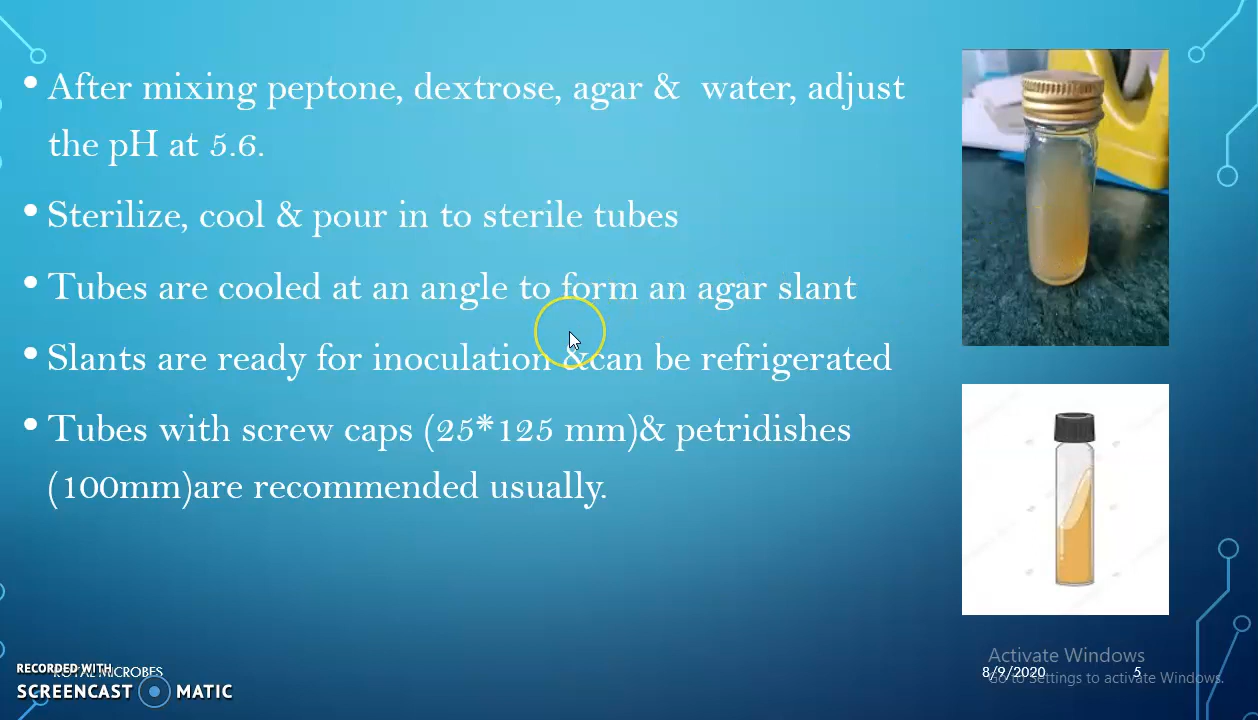 • After mixing peptone, dextrose, agar &  water, adjust
the pH at 5.6.
• Sterilize, cool & pour in to sterile tubes
• Tubes are cooled at an angle to form an agar slant
• Slants are ready for inoculation &can be refrigerated
• Tubes with screw caps (25*125 mm)& petridishes
(100mm)are recommended usually.
RECORDED WITH
SCREENCAST MATIC
MICROBES
8/9/2020
5
Activate Windows
Go to Settings to activate Windows.